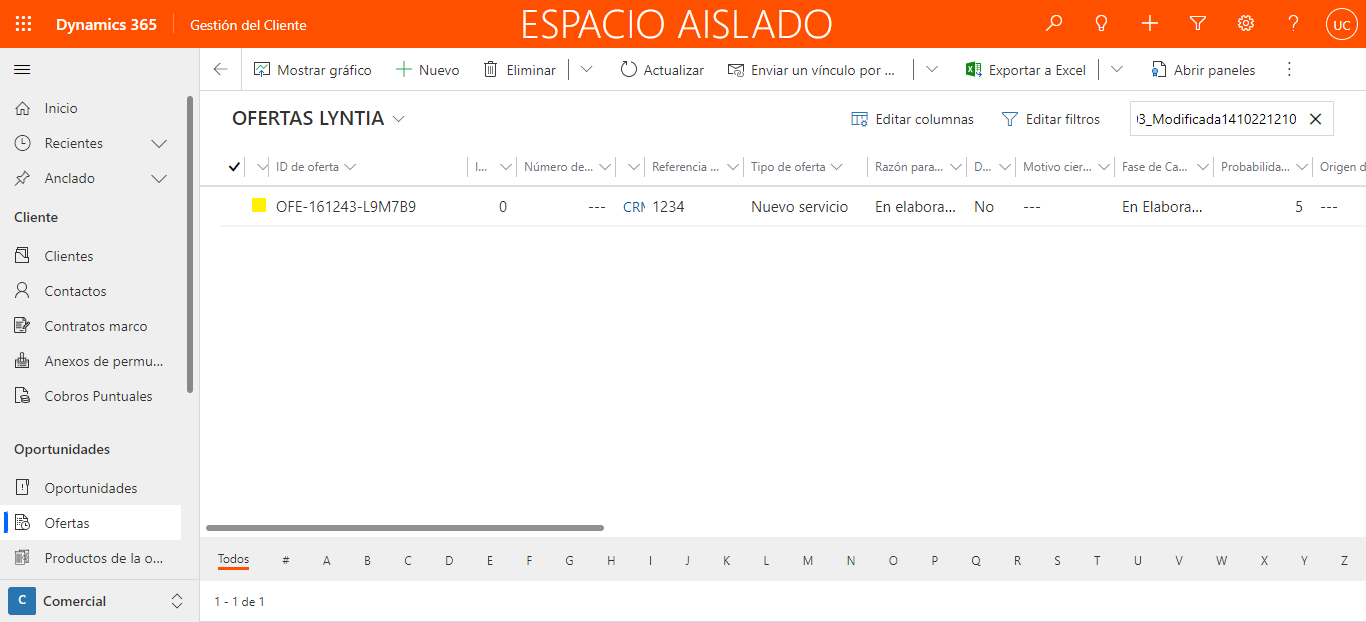 Dynamics 365 Gestión del Cliente ESPACIO AISLADO UC
Mostrar gráfico Nuevo Eliminar Actualizar Enviar un vínculo por ... Exportar a Excel Abrir paneles
Inicio
Recientes
Anclado
Cliente
Clientes
Contactos
Contratos marco
Anexos de permu...
Cobros Puntuales
Oportunidades
Oportunidades
Ofertas
Productos de la o...
C Comercial
OFERTAS LYNTIA Editar columnas Editar filtros 3_Modificada1410221210
ID de oferta I... Número de... Referencia ... Tipo de oferta Razón para... D... Motivo cier... Fase de Ca... Probabilida... Origen d
OFE-161243-L9M7B9 0 --- CRM 1234 Nuevo servicio En elabora... No --- En Elabora... 5 ---
Todos # A B C D E F G H I J K L M N O P Q R S T U V W X Y Z
1 - 1 de 1